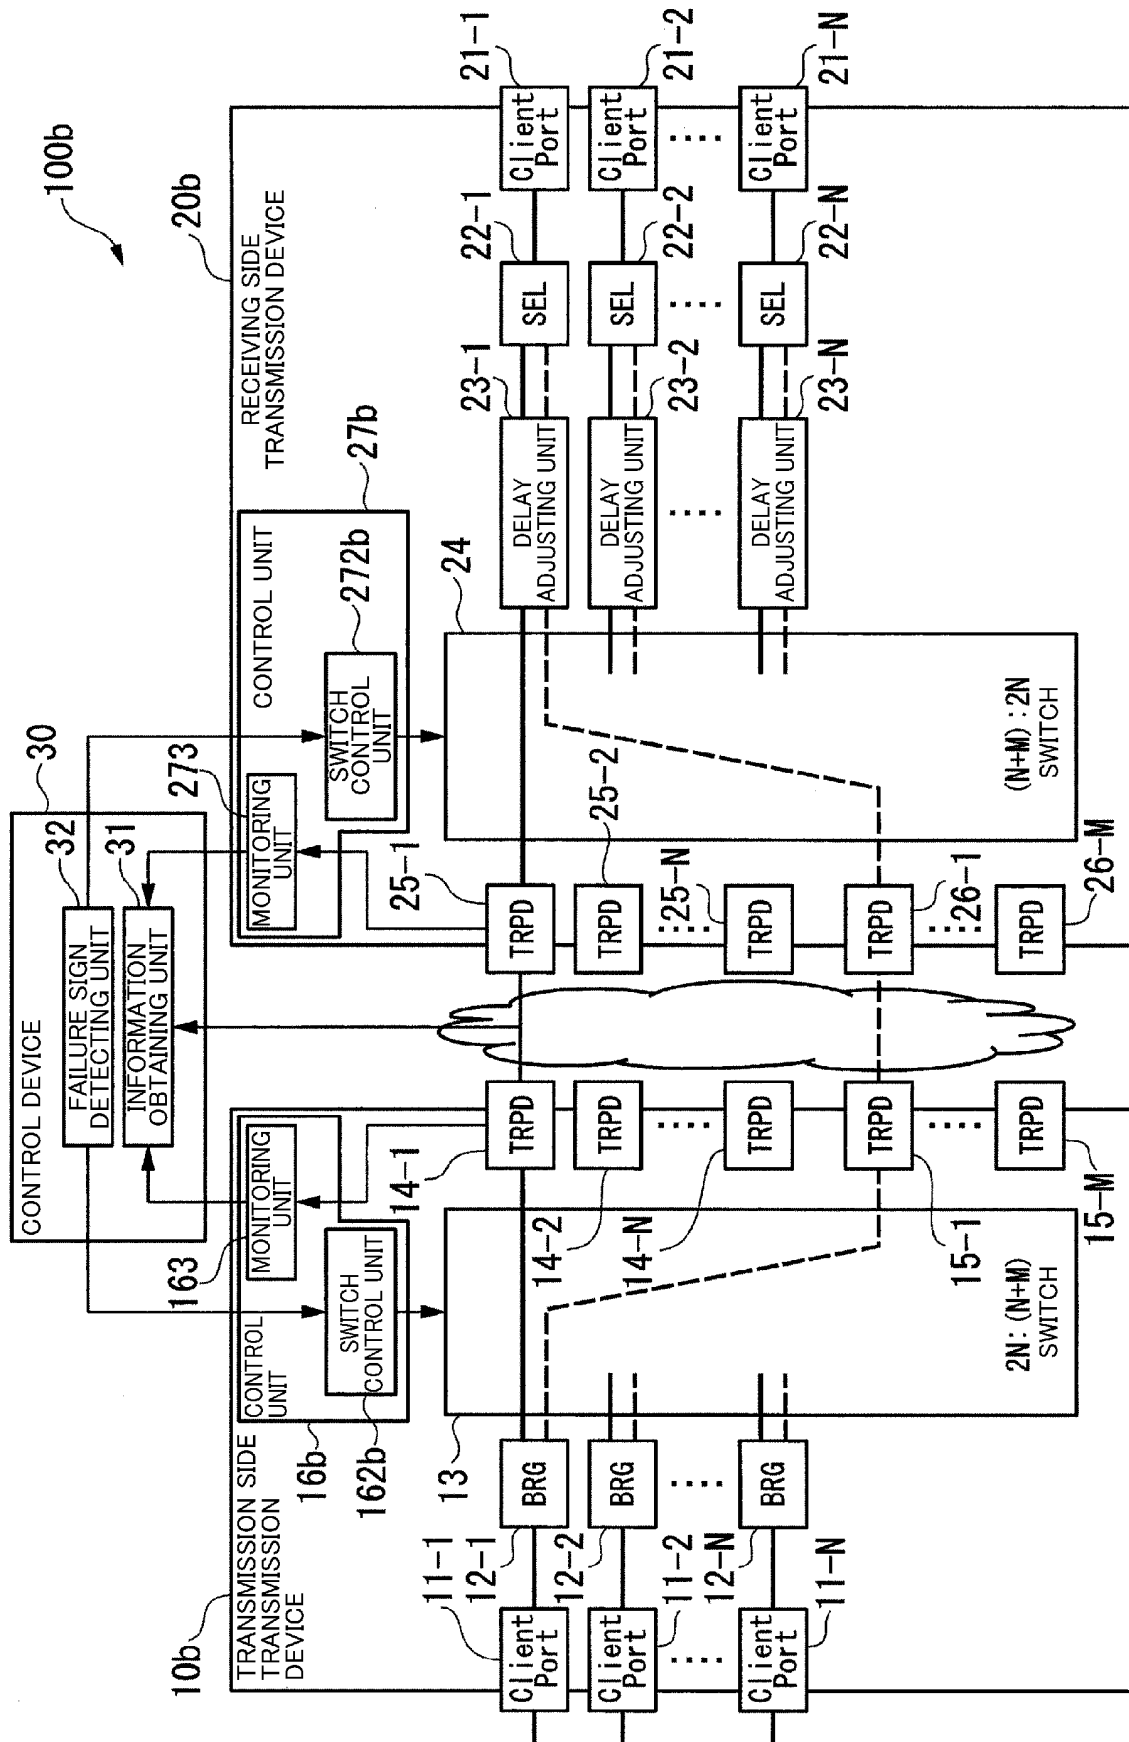 100b
30
CONTROL DEVICE
32
FAILURE SIGN
DETECTING UNIT
31
INFORMATION
OBTAINING UNIT
10b
TRANSMISSION SIDE
TRANSMISSION
DEVICE
16b
CONTROL
UNIT
163
MONITORING
UNIT
162b
SWITCH
CONTROL UNIT
20b
RECEIVING SIDE
TRANSMISSION DEVICE
27b
CONTROL UNIT
273
MONITORING
UNIT
272b
SWITCH
CONTROL
UNIT
11-1
Client
Port
12-1
BRG
11-2
Client
Port
12-2
BRG
11-N
Client
Port
12-N
BRG
13
2N:(N+M)
SWITCH
14-1
TRPD
14-2
TRPD
14-N
TRPD
15-1
TRPD
15-M
TRPD
25-1
TRPD
25-2
TRPD
25-N
TRPD
26-1
TRPD
26-M
TRPD
24
(N+M):2N
SWITCH
23-1
DELAY
ADJUSTING UNIT
22-1
SEL
21-1
Client
Port
23-2
DELAY
ADJUSTING UNIT
22-2
SEL
21-2
Client
Port
23-N
DELAY
ADJUSTING UNIT
22-N
SEL
21-N
Client
Port